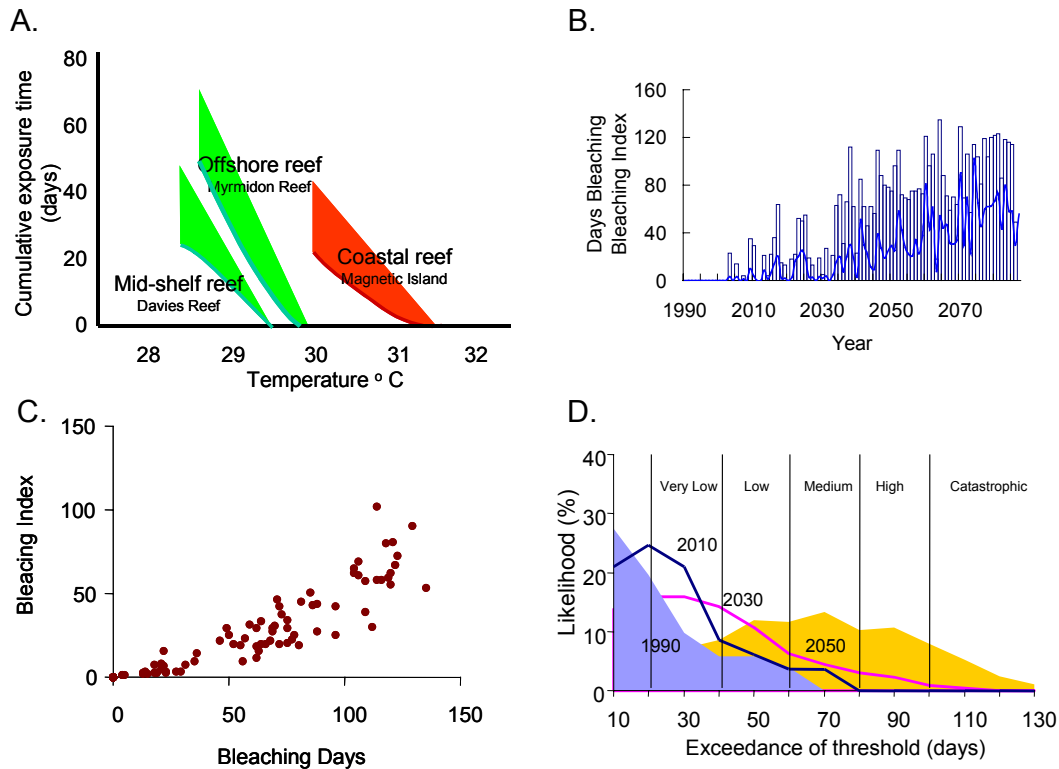 A.
Cumulative exposure time
(days)
80
60
40
20
0
Offshore reef
Myrmidon Reef
Mid-shelf reef
Davies Reef
Coastal reef
Magnetic Island
28 29 30 31 32
Temperature º C
B.
Days Bleaching
Bleaching Index
160
120
80
40
0
1990 2010 2030 2050 2070
Year
C.
Bleacing Index
150
100
50
0
0 50 100 150
Bleaching Days
D.
Likelihood (%)
40
30
20
10
0
Very Low Low Medium High Catastrophic
2010
2030
1990
2050
10 30 50 70 90 110 130
Exceedance of threshold (days)